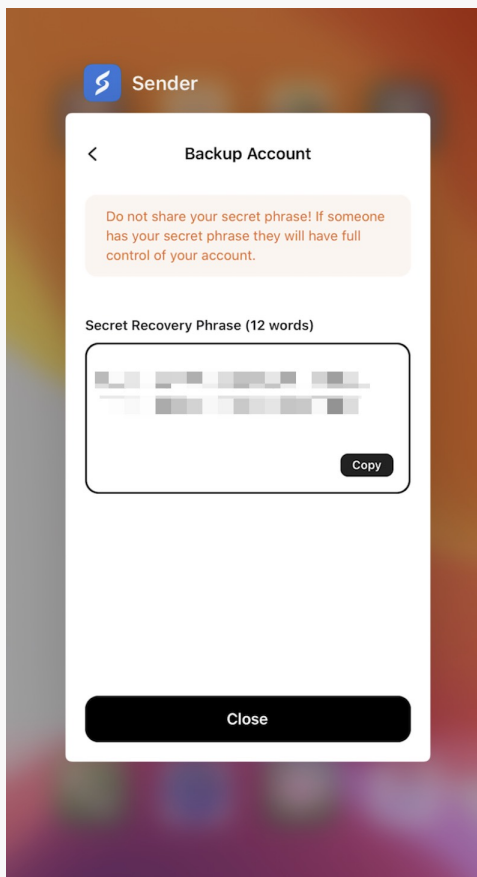 Sender
Backup Account
Do not share your secret phrase! If someone
has your secret phrase they will have full
control of your account.
Secret Recovery Phrase (12 words)
Copy
Close